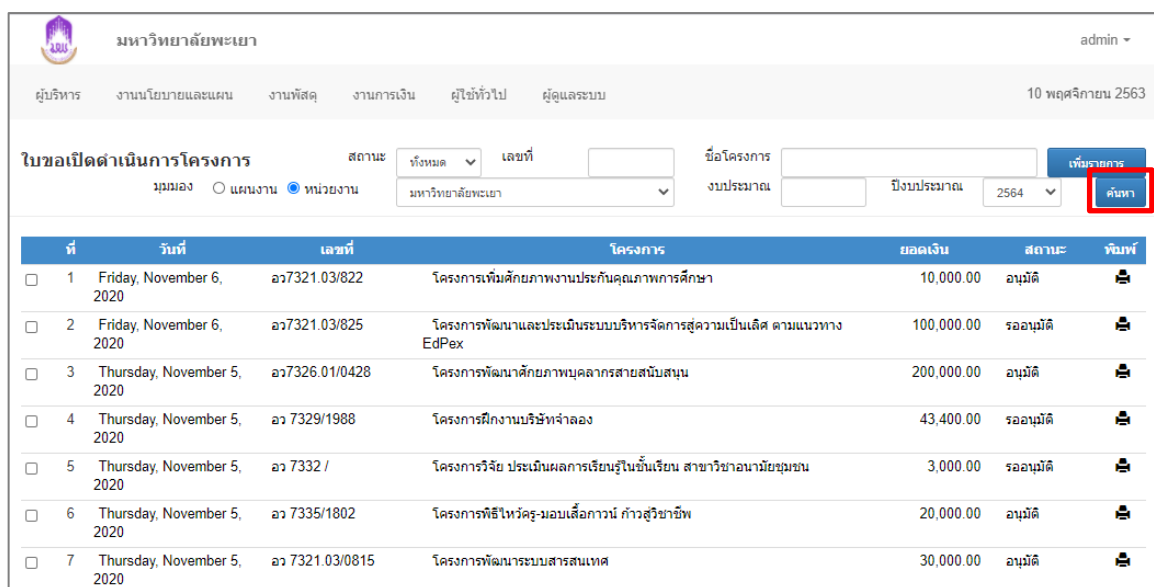 มหาวิทยาลัยพะเยา admin
ผู้บริหาร งานนโยบายและแผน งานพัสดุ งานการเงิน ผู้ใช้ทั่วไป ผู้ดูแลระบบ 10 พฤศจิกายน 2563
ใบขอเปิดดำเนินการโครงการ สถานะ ทั้งหมด เลขที่ ชื่อโครงการ เพิ่มรายการ
มุมมอง แผนงาน หน่วยงาน มหาวิทยาลัยพะเยา งบประมาณ ปีงบประมาณ 2564 ค้นหา
ที่ วันที่ เลขที่ โครงการ ยอดเงิน สถานะ พิมพ์
1 Friday, November 6, อว7321.03/822 โครงการเพิ่มศักยภาพงานประกันคุณภาพการศึกษา 10,000.00 อนุมัติ
2020
2 Friday, November 6, อว7321.03/825 โครงการพัฒนาและประเมินระบบบริหารจัดการสู่ความเป็นเลิศ ตามแนวทาง 100,000.00 รออนุมัติ
2020 EdPex
3 Thursday, November 5, อว7326.01/0428 โครงการพัฒนาศักยภาพบุคลากรสายสนับสนุน 200,000.00 อนุมัติ
2020
4 Thursday, November 5, อว 7329/1988 โครงการฝึกงานบริษัทจำลอง 43,400.00 รออนุมัติ
2020
5 Thursday, November 5, อว 7332 / โครงการวิจัย ประเมินผลการเรียนรู้ในชั้นเรียน สาขาวิชาอนามัยชุมชน 3,000.00 รออนุมัติ
2020
6 Thursday, November 5, อว 7335/1802 โครงการพิธีไหว้ครู-มอบเสื้อกาวน์ ก้าวสู่วิชาชีพ 20,000.00 อนุมัติ
2020
7 Thursday, November 5, อว 7321.03/0815 โครงการพัฒนาระบบสารสนเทศ 30,000.00 อนุมัติ
2020